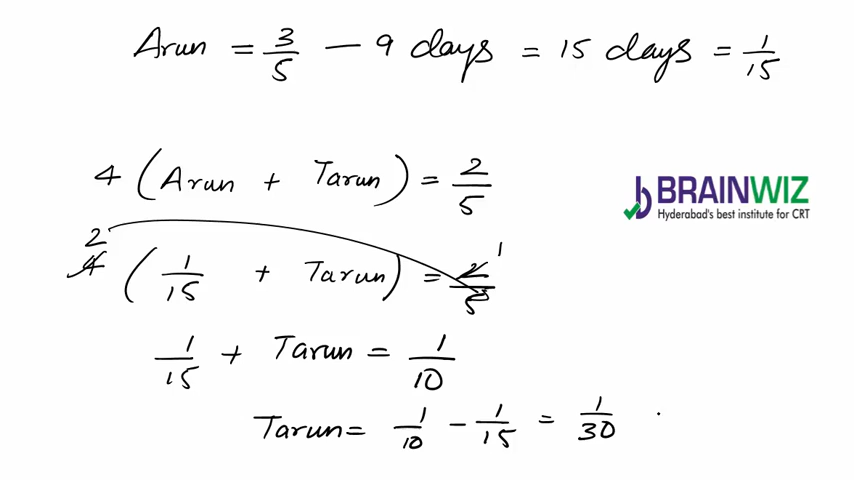 Arun = 3/5 — 9 days = 15 days = 1/15
4 (Arun + Tarun) = 2/5
BRAINWIZ
Hyderabad's best institute for CRT
2 1
4 (1/15 + Tarun) = 2/5
1/15 + Tarun = 1/10
Tarun = 1/10 - 1/15 = 1/30